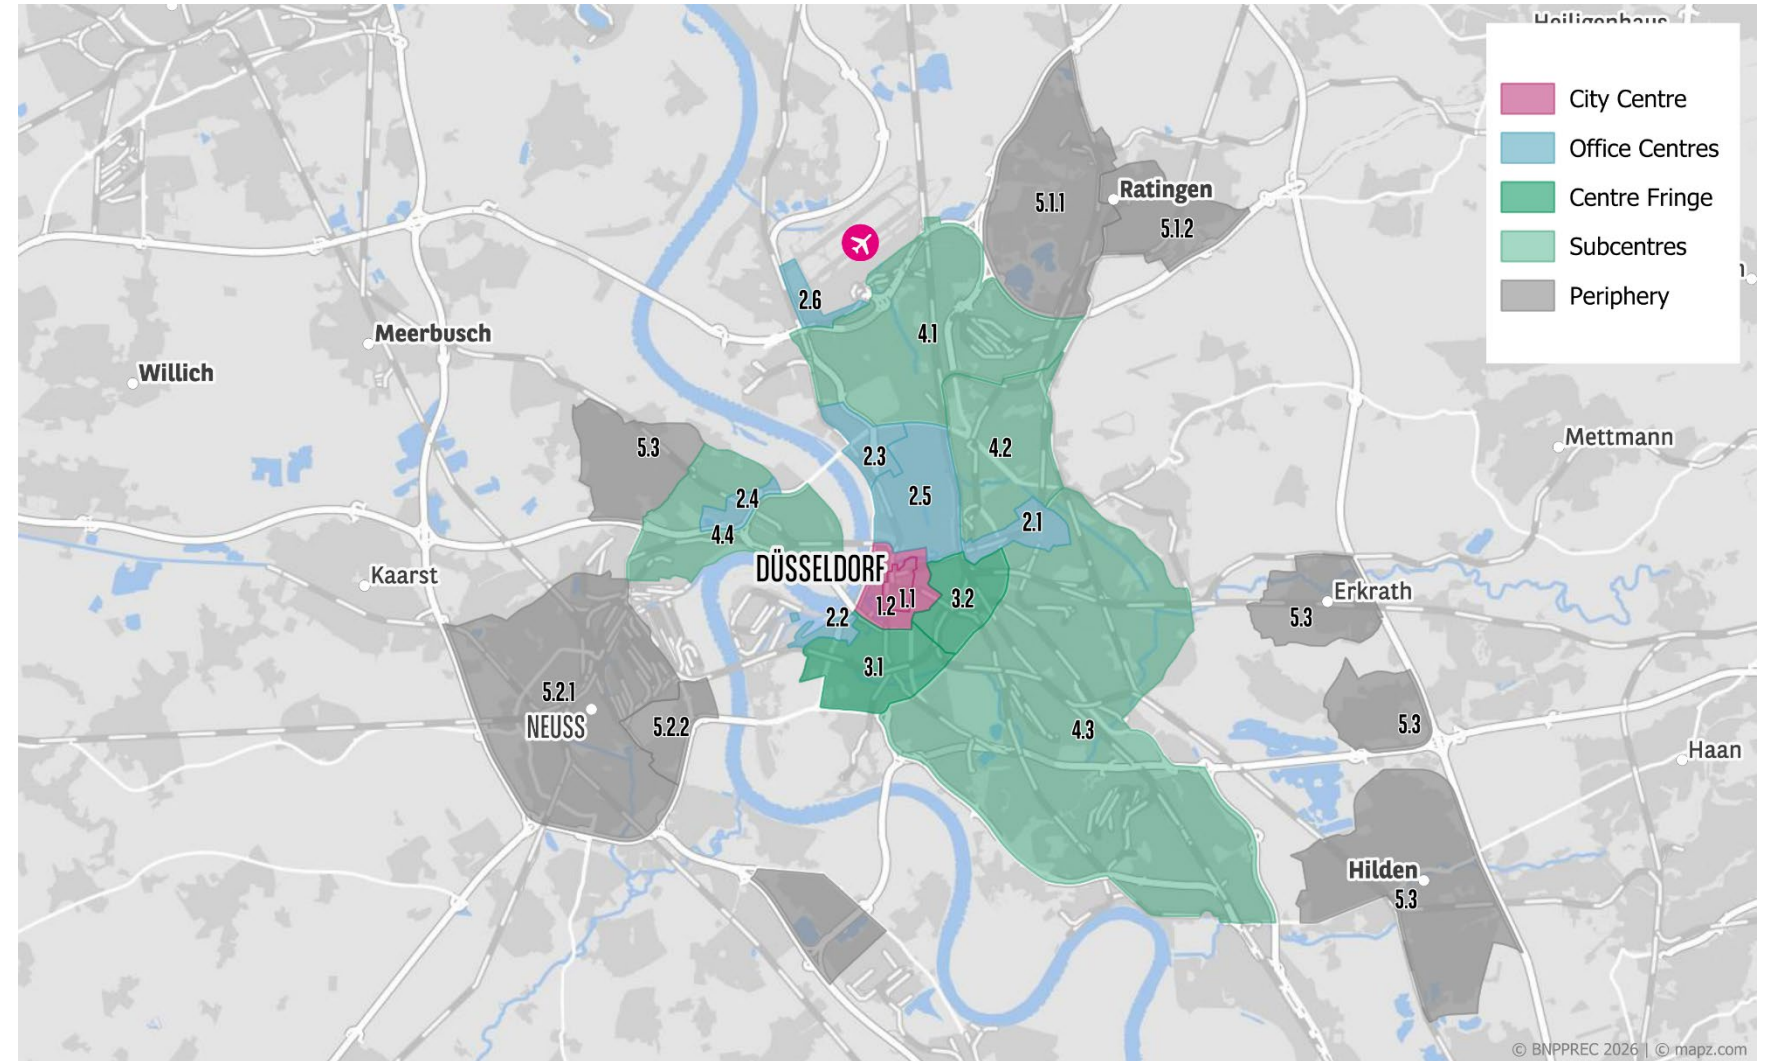 Heiligenhaus
City Centre
Office Centres
Centre Fringe
Subcentres
Periphery
Ratingen
5.1.1
5.1.2
2.6
4.1
Meerbusch
Willich
Mettmann
5.3
2.3
4.2
2.4
2.5
4.4
2.1
DÜSSELDORF
Kaarst
1.2
1.1
3.2
Erkrath
5.3
2.2
3.1
5.2.1
NEUSS
5.2.2
4.3
5.3
Haan
Hilden
5.3
© BNPPREC 2026 | © mapz.com